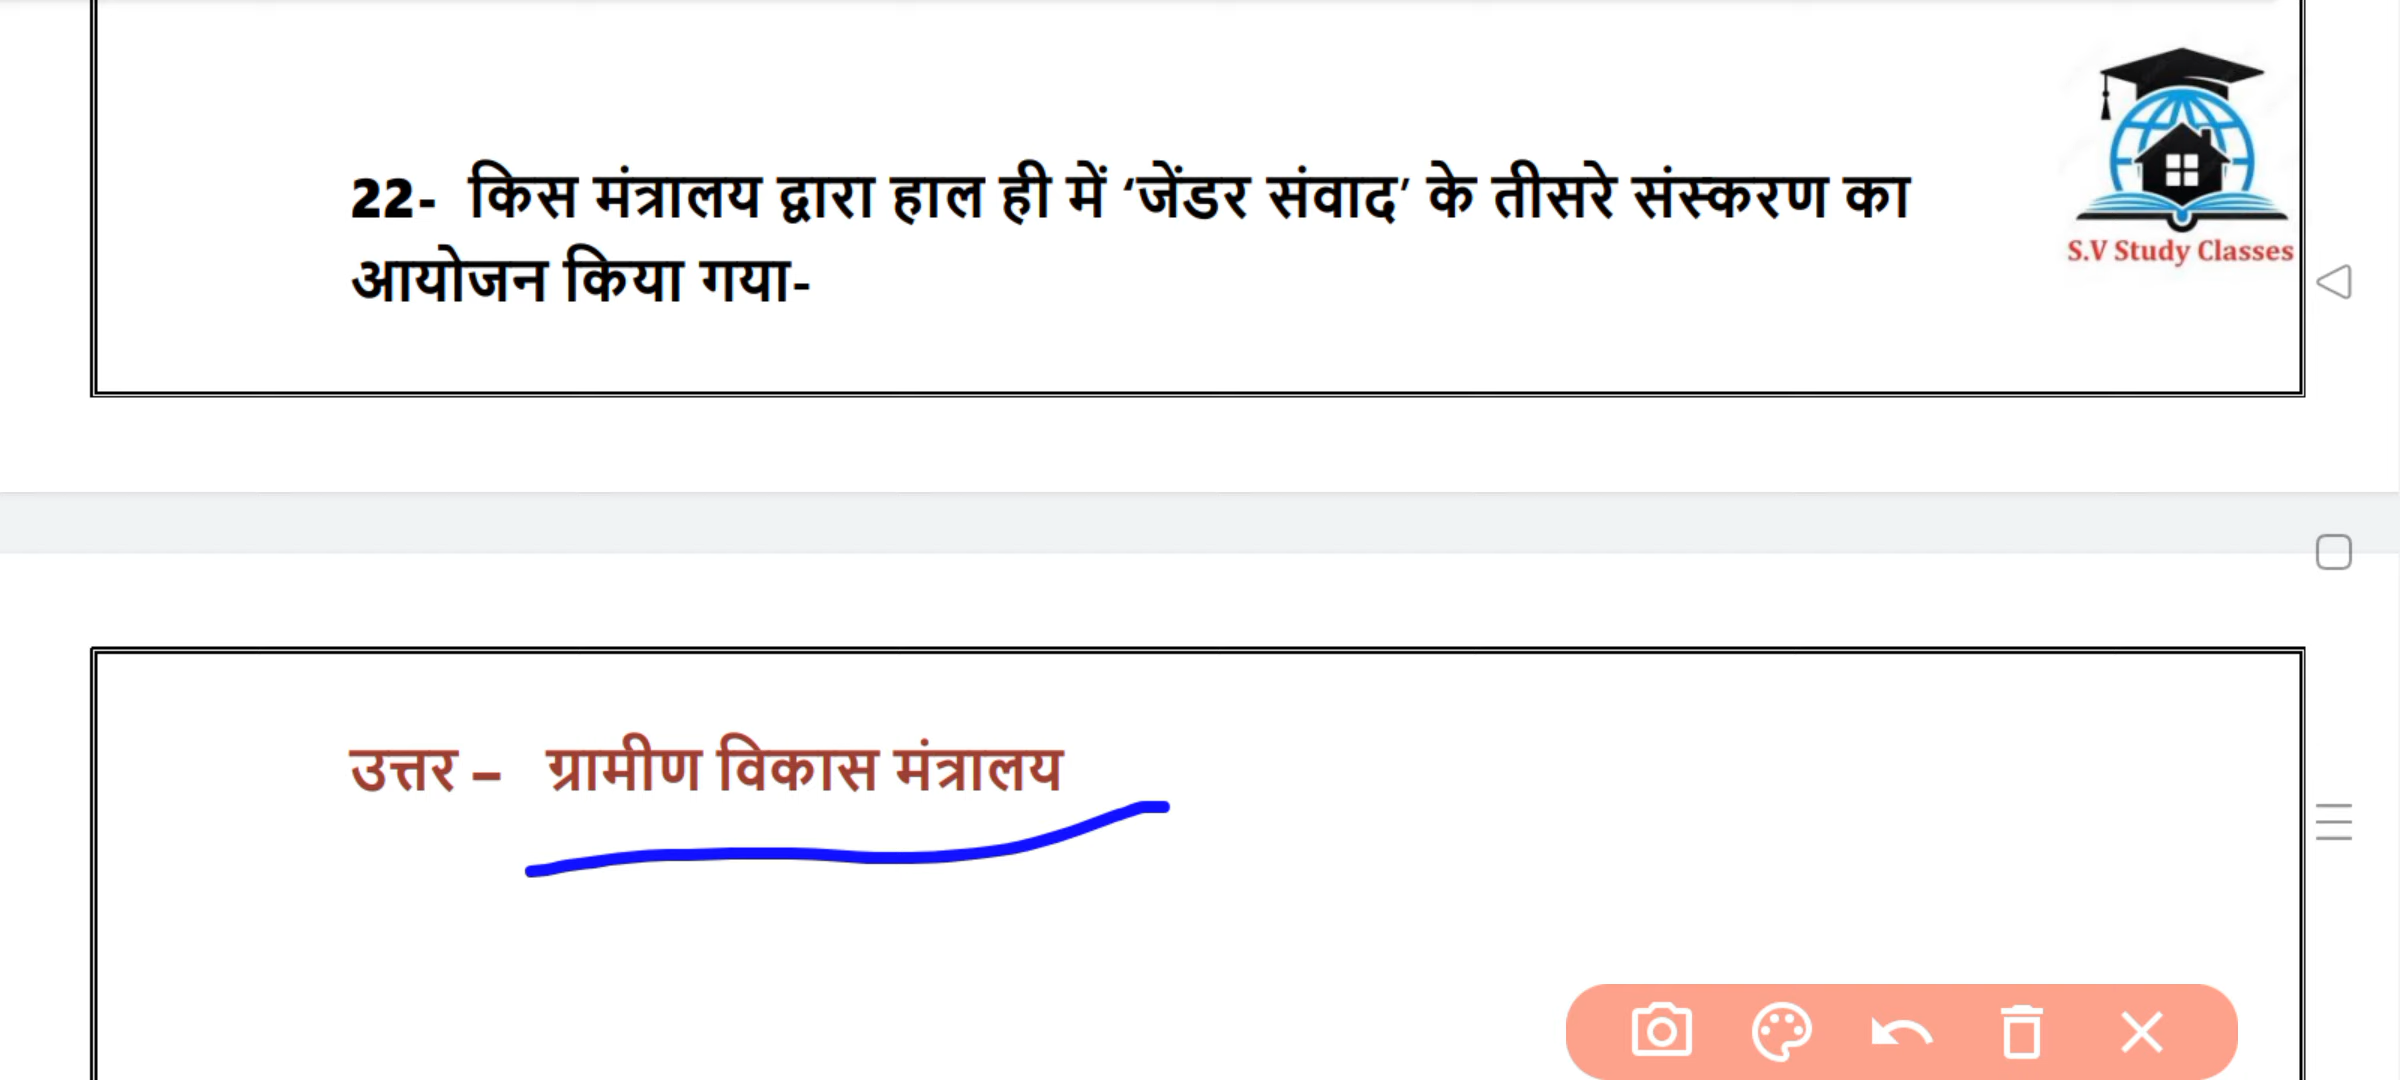 22- किस मंत्रालय द्वारा हाल ही में ‘जेंडर संवाद’ के तीसरे संस्करण का
आयोजन किया गया-
S.V Study Classes
उत्तर – ग्रामीण विकास मंत्रालय